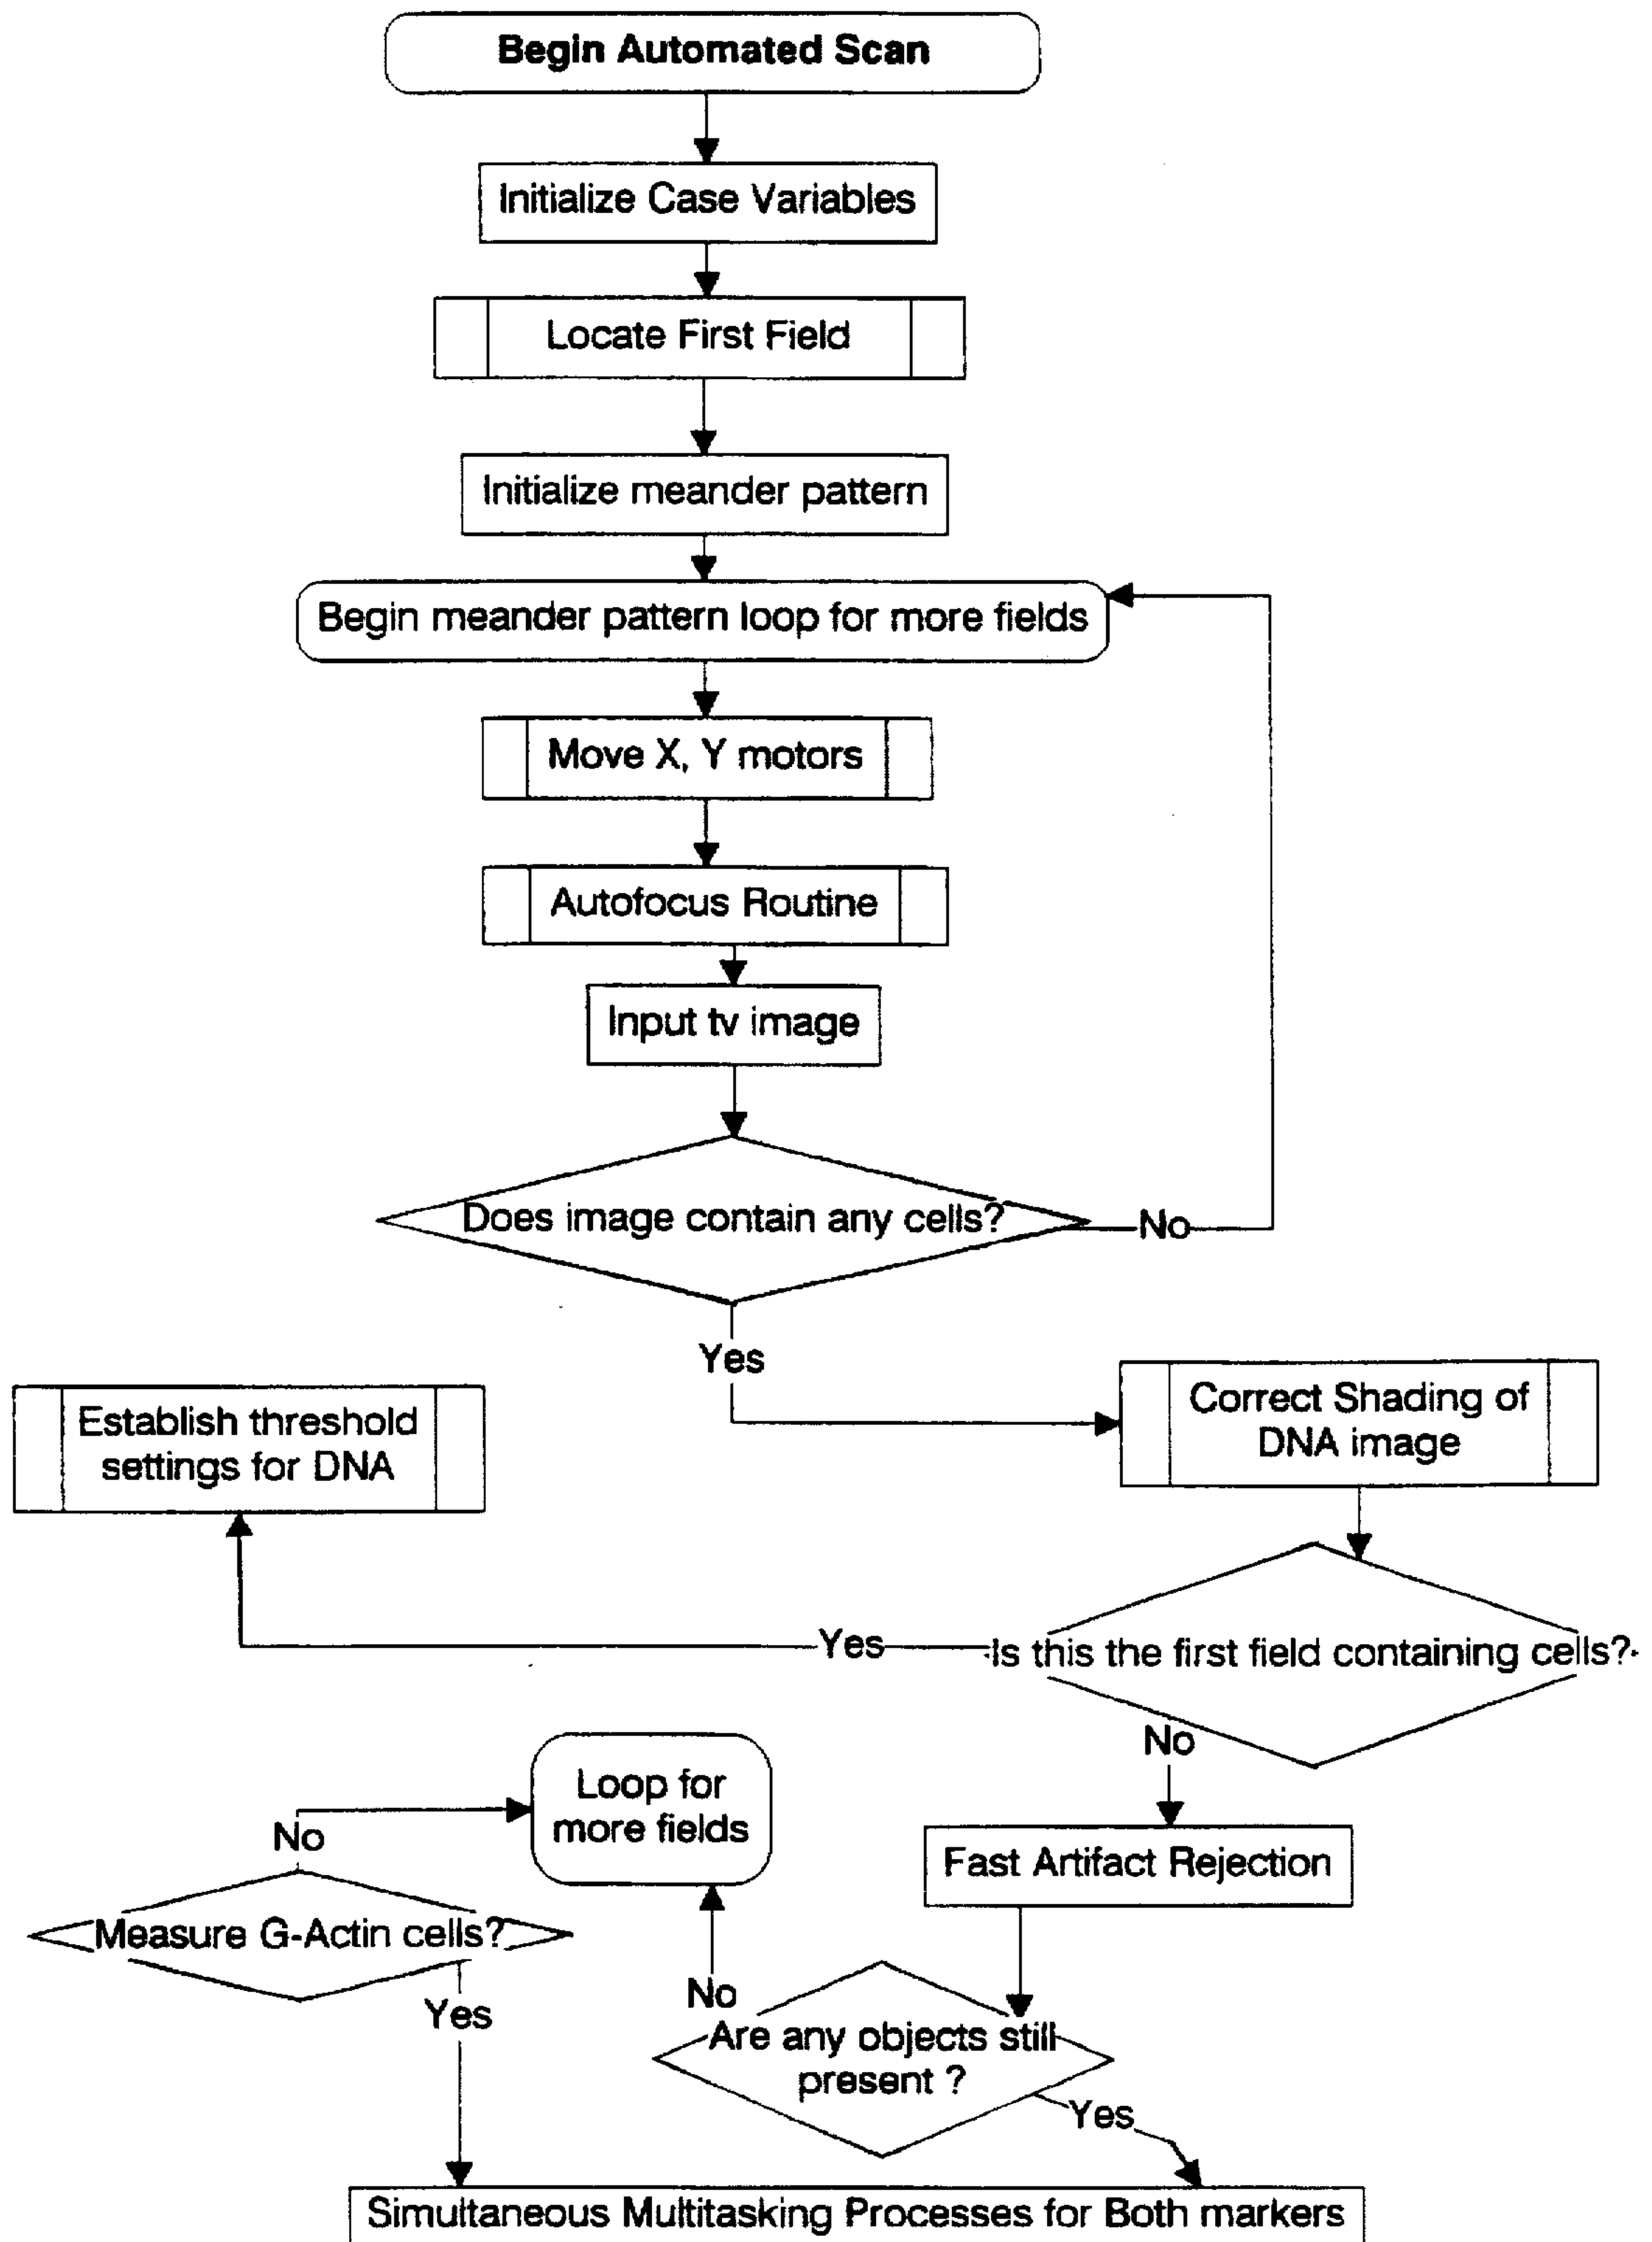 Begin Automated Scan
Initialize Case Variables
Locate First Field
Initialize meander pattern
Begin meander pattern loop for more fields
Move X, Y motors
Autofocus Routine
Input tv image
Does image contain any cells?
No
Yes
Establish threshold
settings for DNA
Correct Shading of
DNA image
Yes
Is this the first field containing cells?
No
Loop for
more fields
No
Fast Artifact Rejection
Measure G-Actin cells?
No
Yes
Are any objects still
present ?
Yes
Simultaneous Multitasking Processes for Both markers